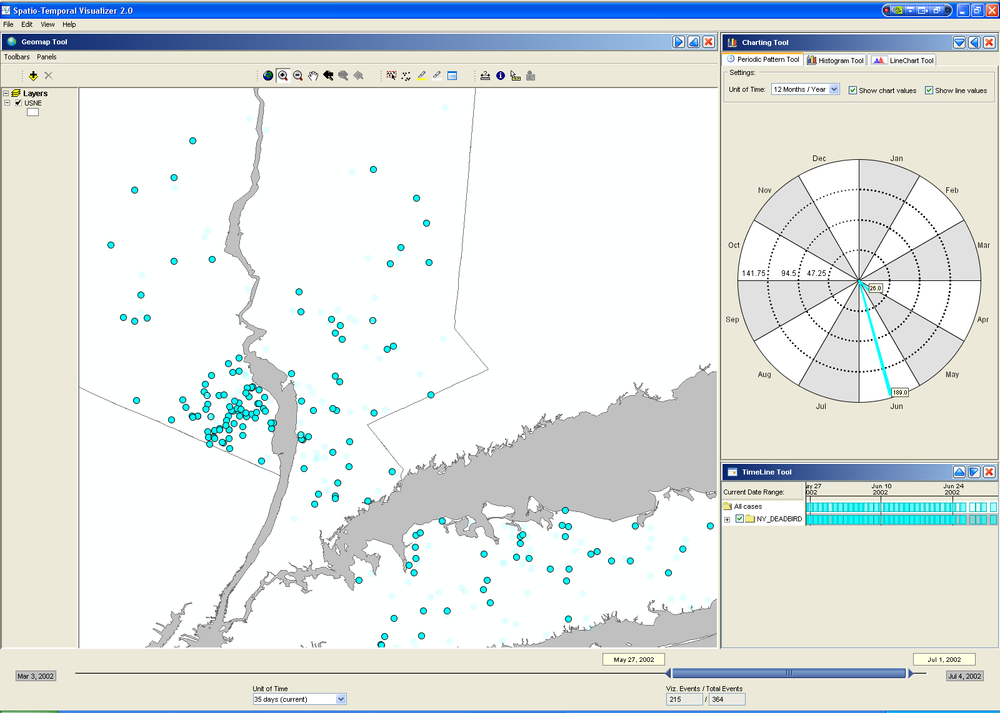 Spatio-Temporal Visualizer 2.0
File Edit View Help
Geomap Tool
Toolbars Panels
Layers
USNE
Charting Tool
Periodic Pattern Tool Histogram Tool LineChart Tool
Settings:
Unit of Time: 12 Months / Year Show chart values Show line values
Dec Jan
Nov Feb
Oct Mar
141.75 94.5 47.25
26.0
Sep Apr
Aug May
189.0
Jul Jun
TimeLine Tool
Current Date Range:
ay 27 Jun 10 Jun 24
002 2002 2002
All cases
NY_DEADBIRD
May 27, 2002 Jul 1, 2002
Mar 3, 2002 Jul 4, 2002
Unit of Time
35 days (current)
Viz. Events / Total Events
215 / 364